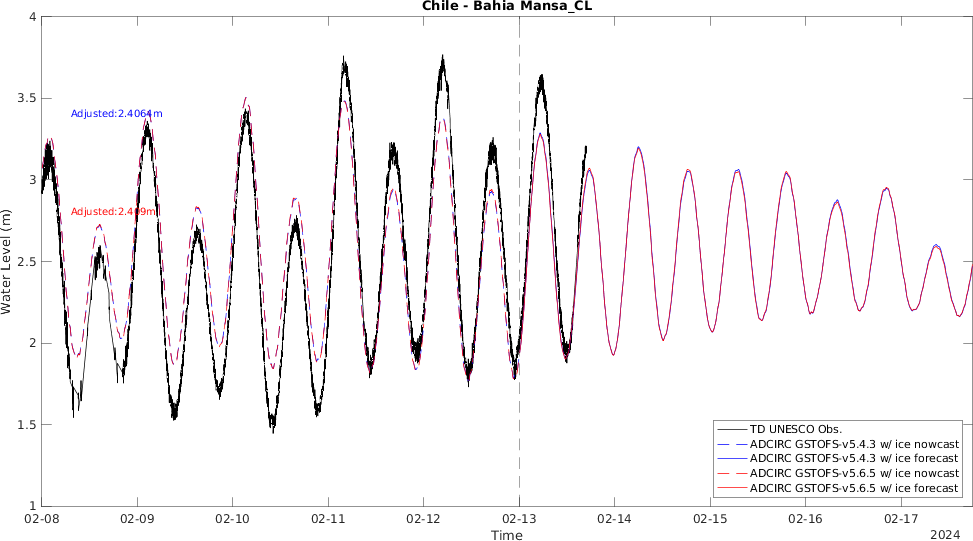 Chile - Bahia Mansa_CL
4
3.5
3
2.5
2
1.5
1
Water Level (m)
Adjusted:2.4064m
Adjusted:2.409m
TD UNESCO Obs.
ADCIRC GSTOFS-v5.4.3 w/ ice nowcast
ADCIRC GSTOFS-v5.4.3 w/ ice forecast
ADCIRC GSTOFS-v5.6.5 w/ ice nowcast
ADCIRC GSTOFS-v5.6.5 w/ ice forecast
02-08 02-09 02-10 02-11 02-12 02-13 02-14 02-15 02-16 02-17
Time
2024